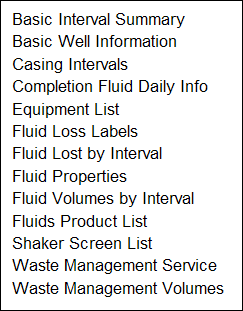 Basic Interval Summary
Basic Well Information
Casing Intervals
Completion Fluid Daily Info
Equipment List
Fluid Loss Labels
Fluid Lost by Interval
Fluid Properties
Fluid Volumes by Interval
Fluids Product List
Shaker Screen List
Waste Management Service
Waste Management Volumes